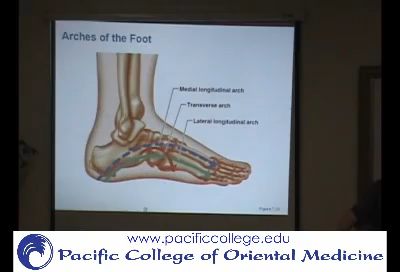 Arches of the Foot
Medial longitudinal arch
Transverse arch
Lateral longitudinal arch
www.pacificcollege.edu
Pacific College of Oriental Medicine